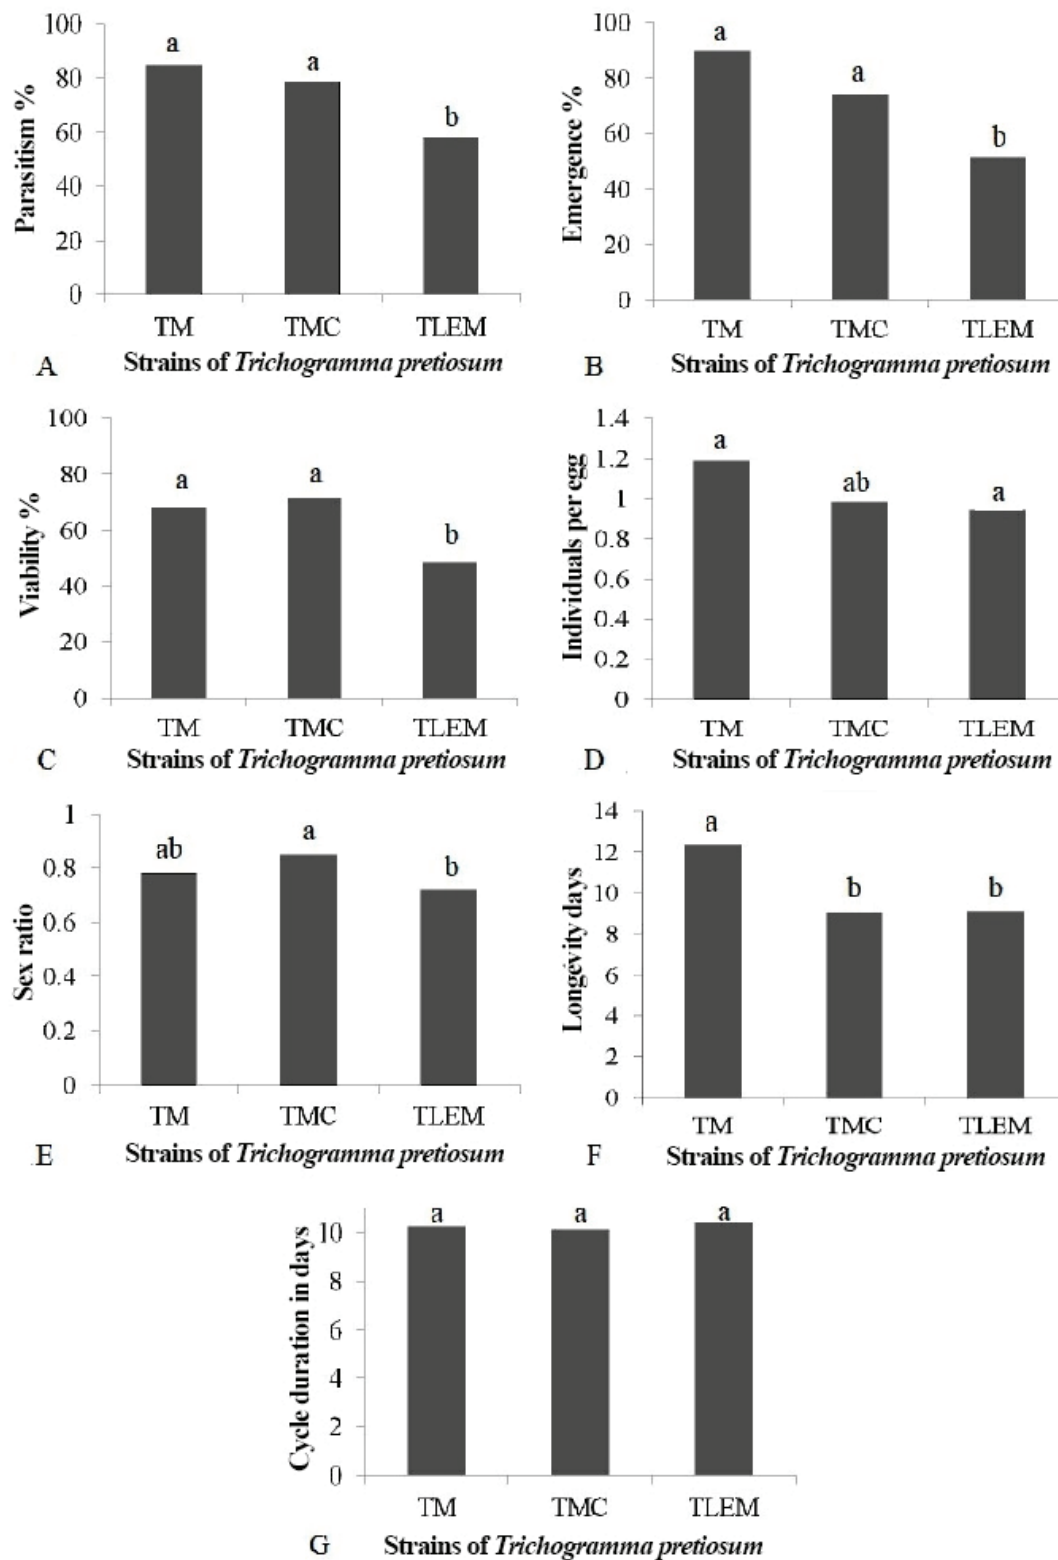 100
80
60
40
20
0
Parasitism %
a
a
b
TM
TMC
TLEM
Strains of Trichogramma pretiosum
A
100
80
60
40
20
0
Emergence %
a
a
b
TM
TMC
TLEM
Strains of Trichogramma pretiosum
B
100
80
60
40
20
0
Viability %
a
a
b
TM
TMC
TLEM
Strains of Trichogramma pretiosum
C
1.4
1.2
1
0.8
0.6
0.4
0.2
0
Individuals per egg
a
ab
a
TM
TMC
TLEM
Strains of Trichogramma pretiosum
D
1
0.8
0.6
0.4
0.2
0
Sex ratio
ab
a
b
TM
TMC
TLEM
Strains of Trichogramma pretiosum
E
14
12
10
8
6
4
2
0
Longévity days
a
b
b
TM
TMC
TLEM
Strains of Trichogramma pretiosum
F
10
8
6
4
2
0
Cycle duration in days
a
a
a
TM
TMC
TLEM
Strains of Trichogramma pretiosum
G